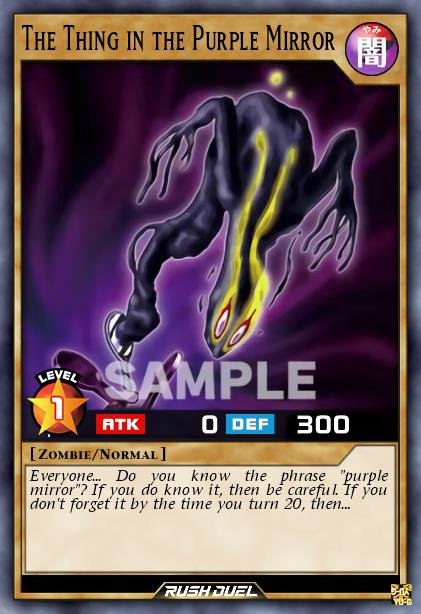 The Thing in the Purple Mirror
やみ
闇
SAMPLE
LEVEL
1
ATK 0 DEF 300
[Zombie/Normal]
Everyone... Do you know the phrase "purple
mirror"? If you do know it, then be careful. If you
don't forget it by the time you turn 20, then...
RUSH DUEL